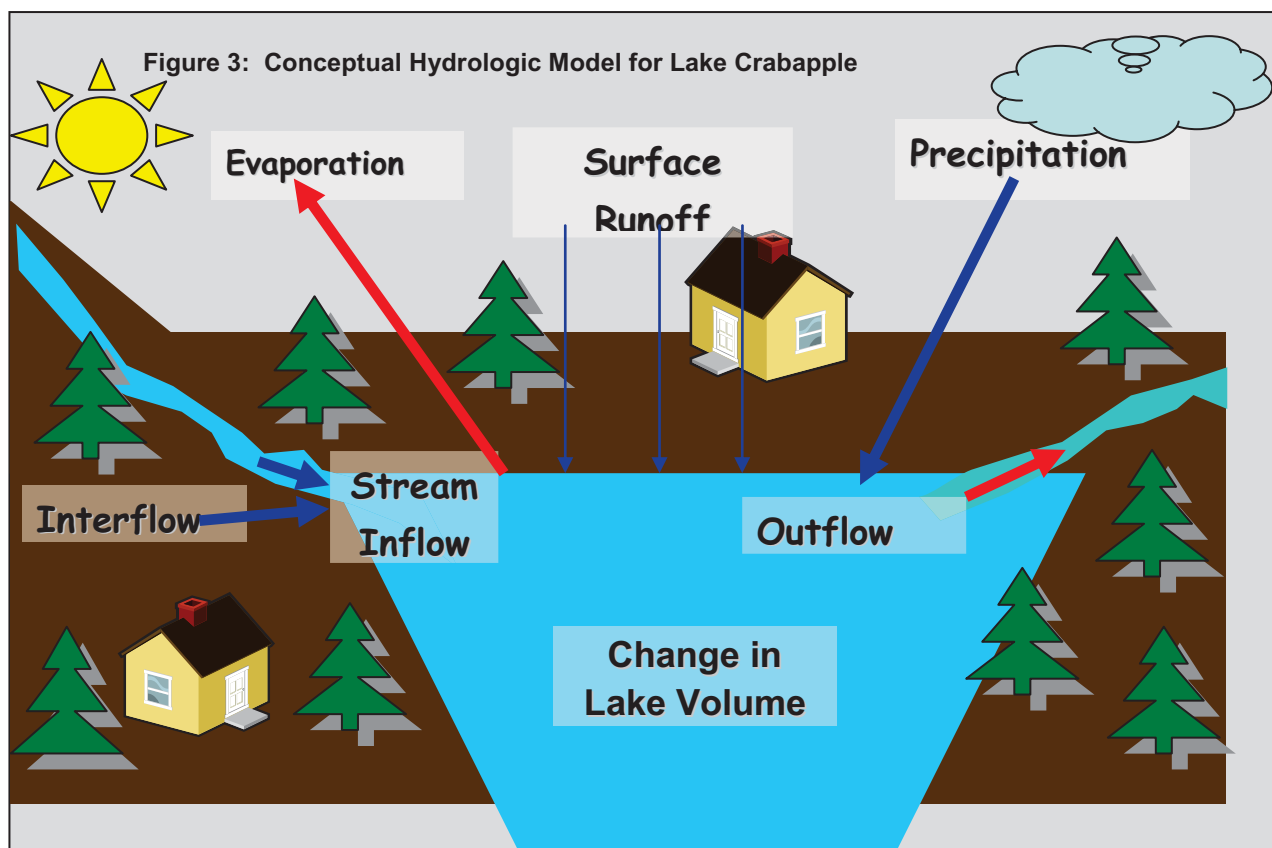 Figure 3: Conceptual Hydrologic Model for Lake Crabapple
Evaporation
Surface
Runoff
Precipitation
Interflow
Stream
Inflow
Outflow
Change in
Lake Volume